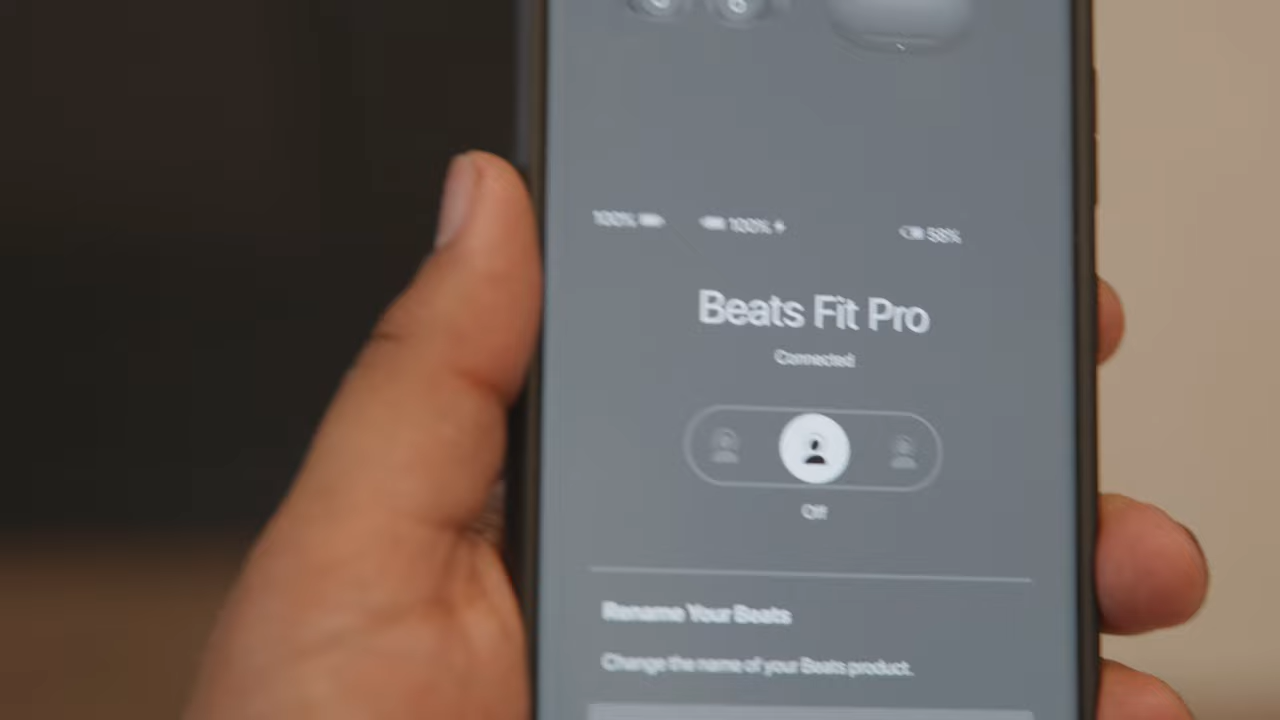 100% 100% 58%
Beats Fit Pro
Connected
Off
Rename Your Beats
Change the name of your Beats product.